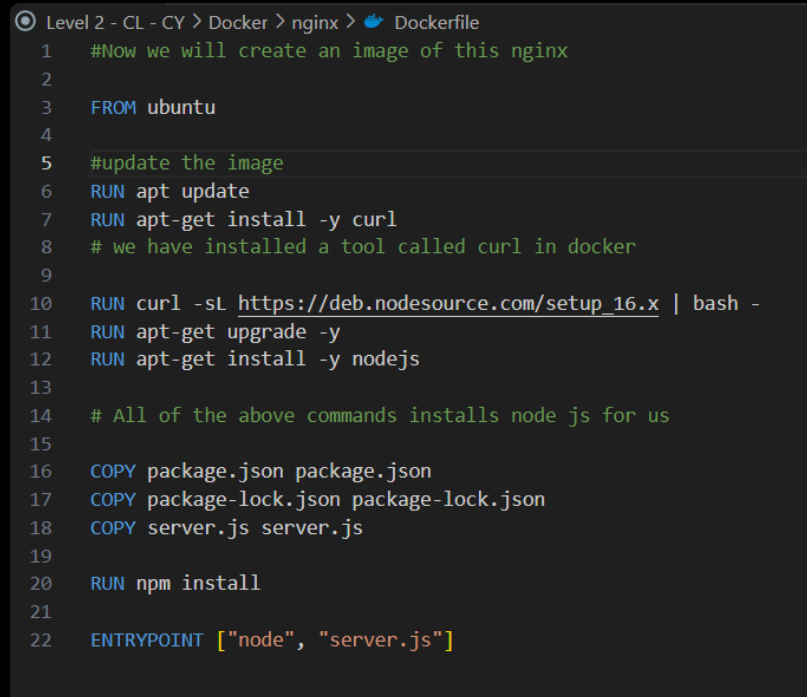 Level 2 - CL - CY > Docker > nginx > Dockerfile
1 #Now we will create an image of this nginx
2
3 FROM ubuntu
4
5 #update the image
6 RUN apt update
7 RUN apt-get install -y curl
8 # we have installed a tool called curl in docker
9
10 RUN curl -sL https://deb.nodesource.com/setup_16.x | bash -
11 RUN apt-get upgrade -y
12 RUN apt-get install -y nodejs
13
14 # All of the above commands installs node js for us
15
16 COPY package.json package.json
17 COPY package-lock.json package-lock.json
18 COPY server.js server.js
19
20 RUN npm install
21
22 ENTRYPOINT ["node", "server.js"]